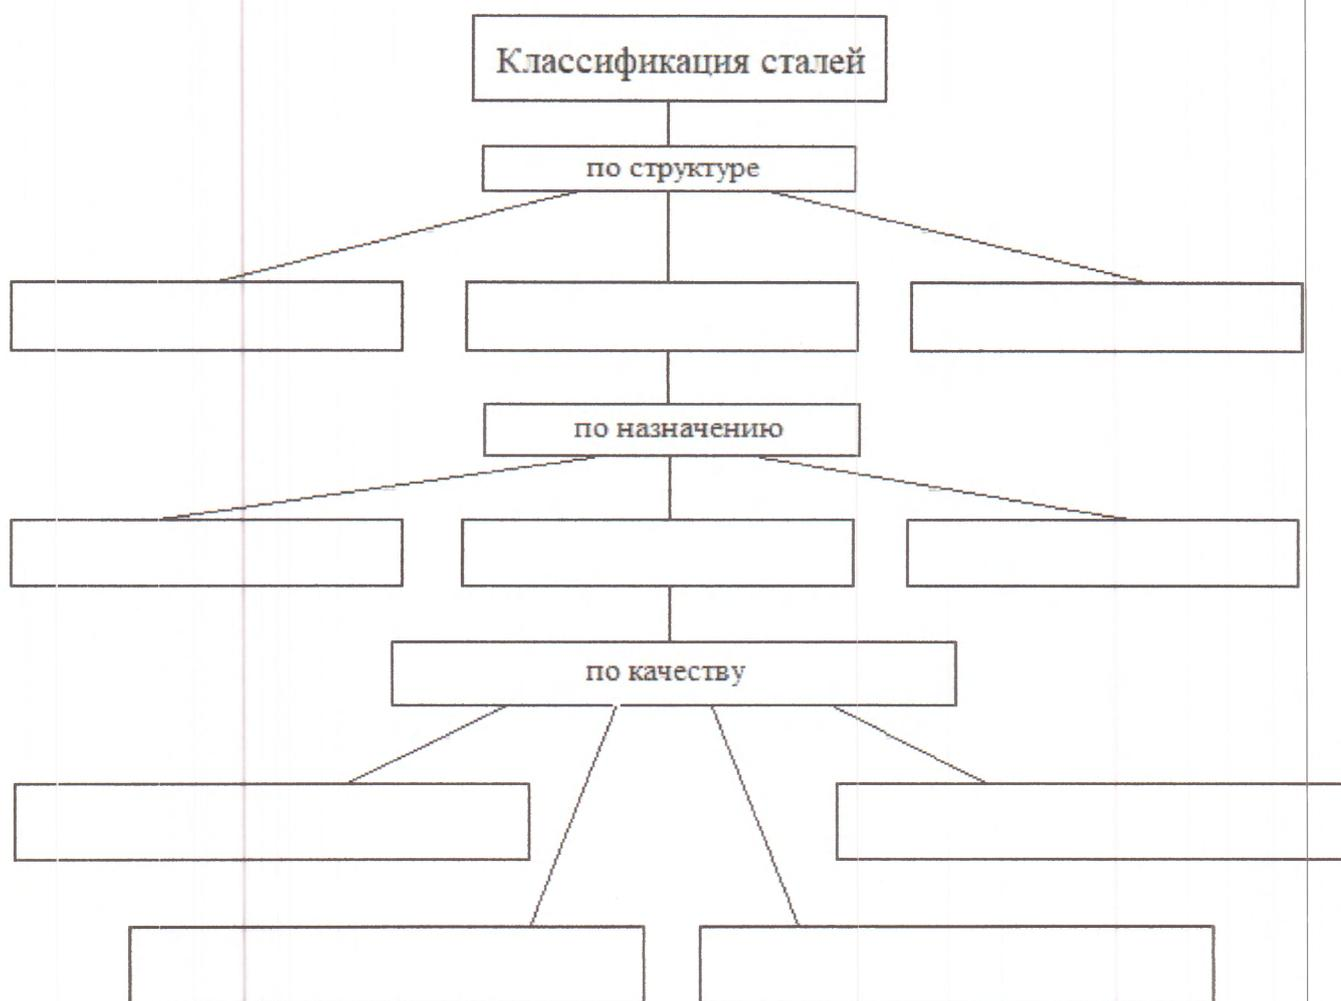 Классификация сталей
по структуре
по назначению
по качеству